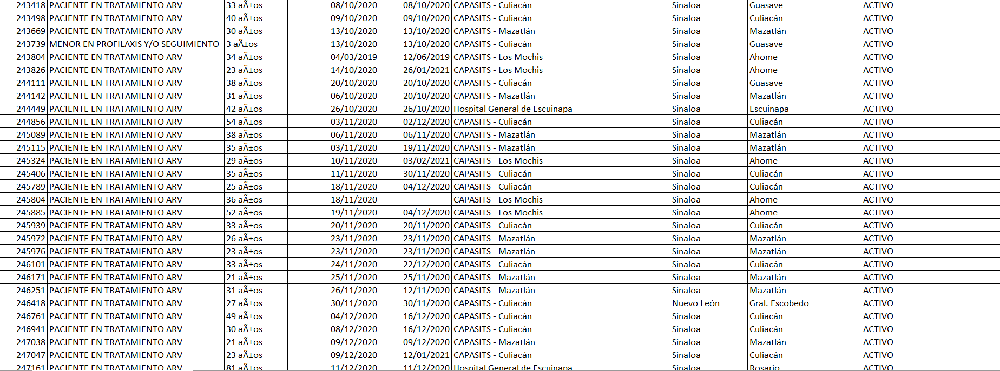 243418 PACIENTE EN TRATAMIENTO ARV 33 aÃ±os 08/10/2020 08/10/2020 CAPASITS - Culiacán Sinaloa Guasave ACTIVO
243498 PACIENTE EN TRATAMIENTO ARV 40 aÃ±os 09/10/2020 09/10/2020 CAPASITS - Culiacán Sinaloa Culiacán ACTIVO
243669 PACIENTE EN TRATAMIENTO ARV 30 aÃ±os 13/10/2020 13/10/2020 CAPASITS - Mazatlán Sinaloa Mazatlán ACTIVO
243739 MENOR EN PROFILAXIS Y/O SEGUIMIENTO 3 aÃ±os 13/10/2020 13/10/2020 CAPASITS - Culiacán Sinaloa Guasave ACTIVO
243804 PACIENTE EN TRATAMIENTO ARV 34 aÃ±os 04/03/2019 12/06/2019 CAPASITS - Los Mochis Sinaloa Ahome ACTIVO
243826 PACIENTE EN TRATAMIENTO ARV 23 aÃ±os 14/10/2020 26/01/2021 CAPASITS - Los Mochis Sinaloa Ahome ACTIVO
244111 PACIENTE EN TRATAMIENTO ARV 38 aÃ±os 20/10/2020 20/10/2020 CAPASITS - Culiacán Sinaloa Guasave ACTIVO
244142 PACIENTE EN TRATAMIENTO ARV 31 aÃ±os 06/10/2020 20/10/2020 CAPASITS - Mazatlán Sinaloa Mazatlán ACTIVO
244449 PACIENTE EN TRATAMIENTO ARV 42 aÃ±os 26/10/2020 26/10/2020 Hospital General de Escuinapa Sinaloa Escuinapa ACTIVO
244856 PACIENTE EN TRATAMIENTO ARV 54 aÃ±os 03/11/2020 02/12/2020 CAPASITS - Culiacán Sinaloa Culiacán ACTIVO
245089 PACIENTE EN TRATAMIENTO ARV 38 aÃ±os 06/11/2020 06/11/2020 CAPASITS - Mazatlán Sinaloa Mazatlán ACTIVO
245115 PACIENTE EN TRATAMIENTO ARV 35 aÃ±os 03/11/2020 19/11/2020 CAPASITS - Mazatlán Sinaloa Mazatlán ACTIVO
245324 PACIENTE EN TRATAMIENTO ARV 29 aÃ±os 10/11/2020 03/02/2021 CAPASITS - Los Mochis Sinaloa Ahome ACTIVO
245406 PACIENTE EN TRATAMIENTO ARV 35 aÃ±os 11/11/2020 30/11/2020 CAPASITS - Culiacán Sinaloa Culiacán ACTIVO
245789 PACIENTE EN TRATAMIENTO ARV 25 aÃ±os 18/11/2020 04/12/2020 CAPASITS - Culiacán Sinaloa Culiacán ACTIVO
245804 PACIENTE EN TRATAMIENTO ARV 36 aÃ±os 18/11/2020 CAPASITS - Los Mochis Sinaloa Ahome ACTIVO
245885 PACIENTE EN TRATAMIENTO ARV 52 aÃ±os 19/11/2020 04/12/2020 CAPASITS - Los Mochis Sinaloa Ahome ACTIVO
245939 PACIENTE EN TRATAMIENTO ARV 33 aÃ±os 20/11/2020 20/11/2020 CAPASITS - Culiacán Sinaloa Culiacán ACTIVO
245972 PACIENTE EN TRATAMIENTO ARV 26 aÃ±os 23/11/2020 23/11/2020 CAPASITS - Mazatlán Sinaloa Mazatlán ACTIVO
245976 PACIENTE EN TRATAMIENTO ARV 23 aÃ±os 23/11/2020 23/11/2020 CAPASITS - Mazatlán Sinaloa Mazatlán ACTIVO
246101 PACIENTE EN TRATAMIENTO ARV 33 aÃ±os 24/11/2020 22/12/2020 CAPASITS - Culiacán Sinaloa Culiacán ACTIVO
246171 PACIENTE EN TRATAMIENTO ARV 21 aÃ±os 25/11/2020 25/11/2020 CAPASITS - Mazatlán Sinaloa Mazatlán ACTIVO
246251 PACIENTE EN TRATAMIENTO ARV 31 aÃ±os 26/11/2020 12/11/2020 CAPASITS - Mazatlán Sinaloa Mazatlán ACTIVO
246418 PACIENTE EN TRATAMIENTO ARV 27 aÃ±os 30/11/2020 30/11/2020 CAPASITS - Culiacán Nuevo León Gral. Escobedo ACTIVO
246761 PACIENTE EN TRATAMIENTO ARV 49 aÃ±os 04/12/2020 16/12/2020 CAPASITS - Culiacán Sinaloa Culiacán ACTIVO
246941 PACIENTE EN TRATAMIENTO ARV 30 aÃ±os 08/12/2020 16/12/2020 CAPASITS - Culiacán Sinaloa Culiacán ACTIVO
247038 PACIENTE EN TRATAMIENTO ARV 21 aÃ±os 09/12/2020 09/12/2020 CAPASITS - Mazatlán Sinaloa Mazatlán ACTIVO
247047 PACIENTE EN TRATAMIENTO ARV 23 aÃ±os 09/12/2020 12/01/2021 CAPASITS - Culiacán Sinaloa Culiacán ACTIVO
247161 PACIENTE EN TRATAMIENTO ARV 81 aÃ±os 11/12/2020 11/12/2020 Hospital General de Escuinapa Sinaloa Rosario ACTIVO